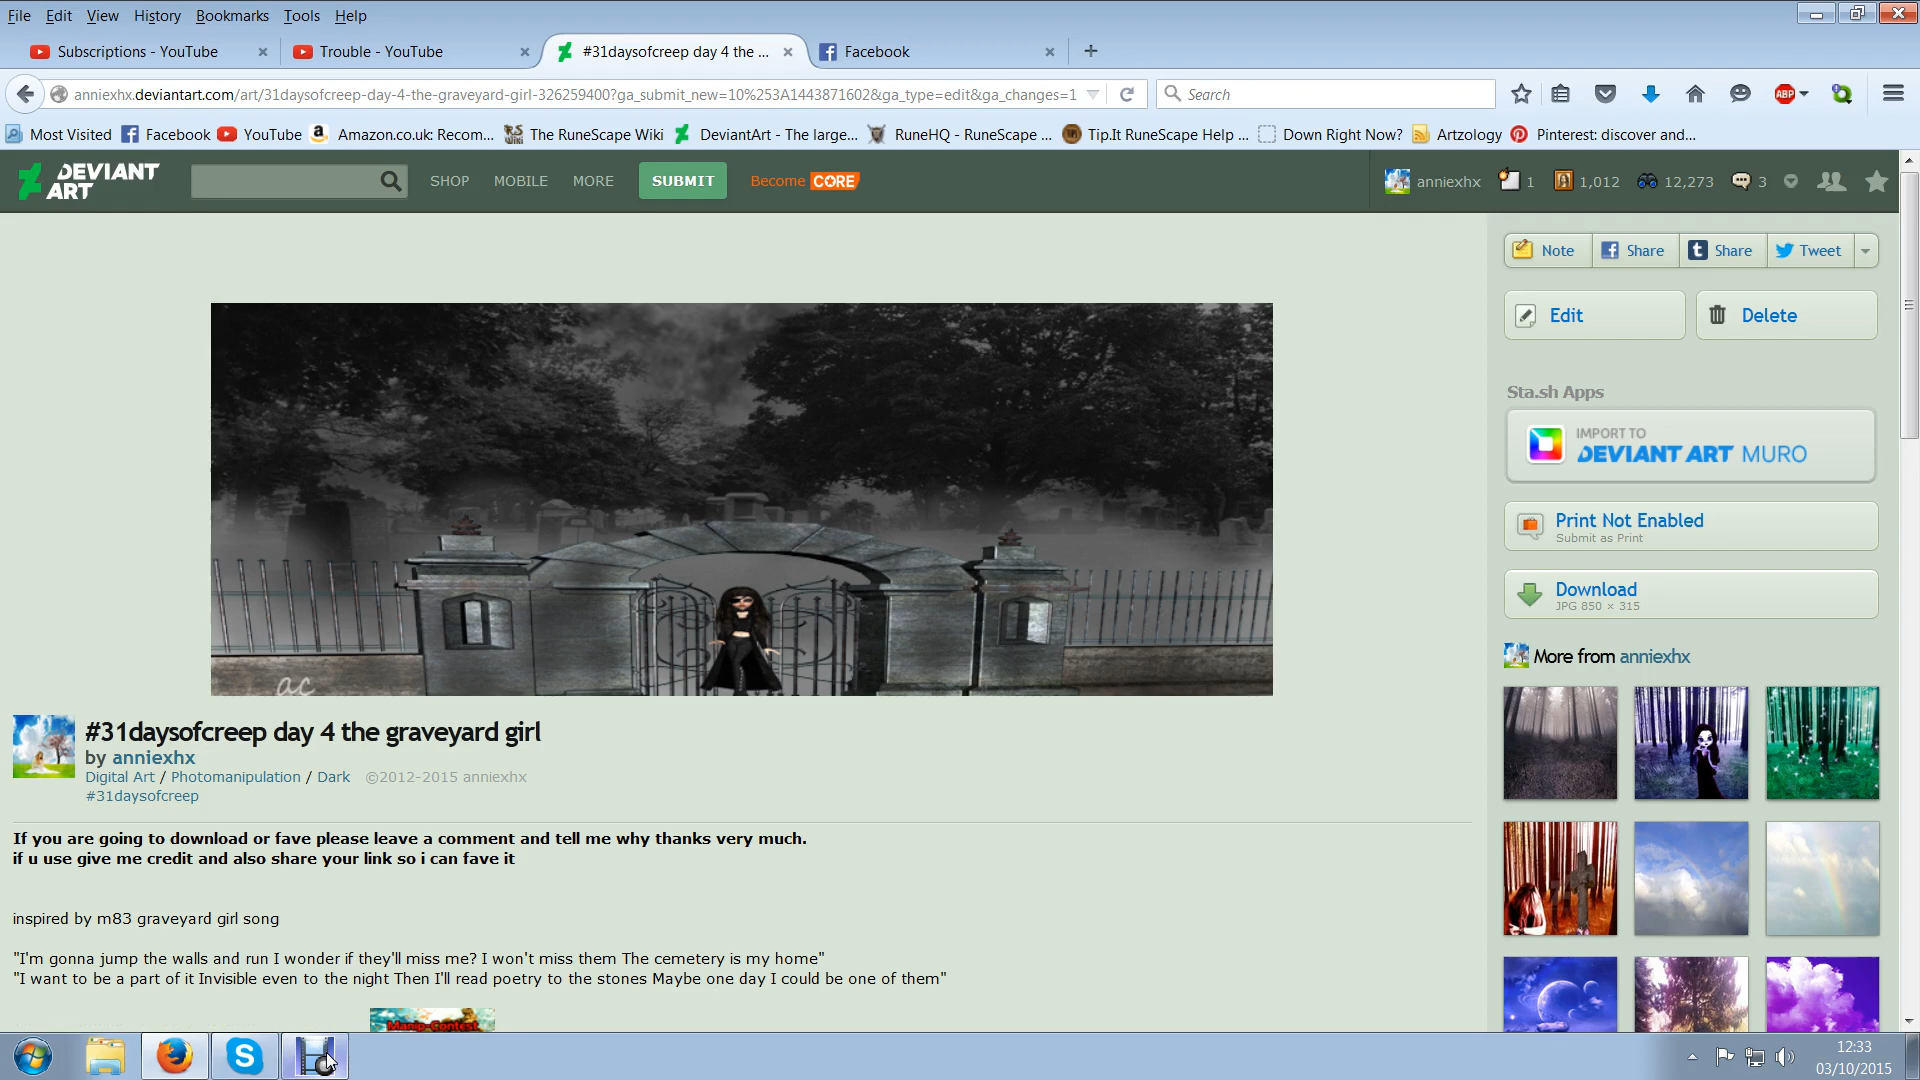 File Edit View History Bookmarks Tools Help
Subscriptions - YouTube
Trouble - YouTube
#31daysofcreep day 4 the ...
Facebook
anniexhx.deviantart.com/art/31daysofcreep-day-4-the-graveyard-girl-326259400?ga_submit_new=10%253A1443871602&ga_type=edit&ga_changes=1
Search
ABP
Most Visited Facebook YouTube Amazon.co.uk: Recom... The RuneScape Wiki DeviantArt - The large... RuneHQ - RuneScape ... Tip.It RuneScape Help ... Down Right Now? Artzology Pinterest: discover and...
DEVIANT ART
SHOP MOBILE MORE SUBMIT Become CORE
anniexhx 1 1,012 12,273 3
Note Share Share Tweet
Edit Delete
Sta.sh Apps
IMPORT TO
DEVIANT ART MURO
Print Not Enabled
Submit as Print
Download
JPG 850 × 315
More from anniexhx
ac
#31daysofcreep day 4 the graveyard girl
by anniexhx
Digital Art / Photomanipulation / Dark ©2012-2015 anniexhx
#31daysofcreep
If you are going to download or fave please leave a comment and tell me why thanks very much.
if u use give me credit and also share your link so i can fave it
inspired by m83 graveyard girl song
"I'm gonna jump the walls and run I wonder if they'll miss me? I won't miss them The cemetery is my home"
"I want to be a part of it Invisible even to the night Then I'll read poetry to the stones Maybe one day I could be one of them"
Manip-Contest
12:33
03/10/2015